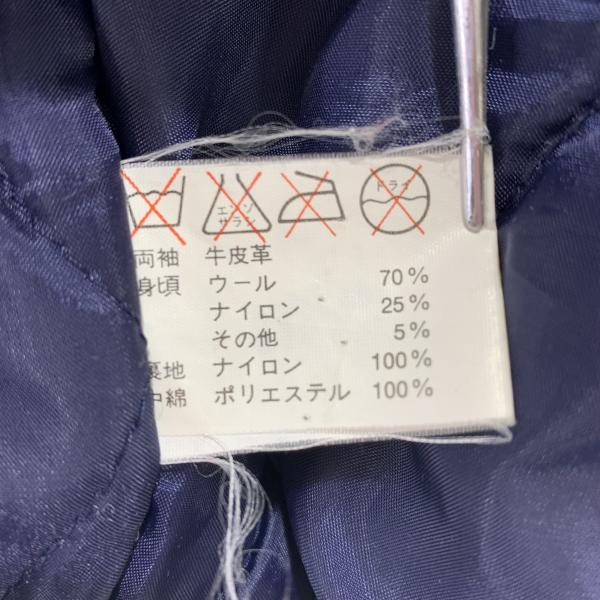 エンソ サラシ ドライ
両袖 牛皮革
身頃 ウール 70%
ナイロン 25%
その他 5%
裏地 ナイロン 100%
中綿 ポリエステル 100%